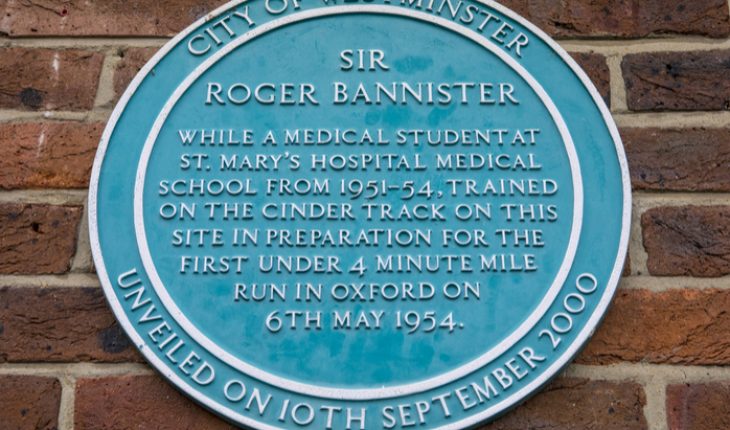 CITY OF WESTMINSTER
SIR
ROGER BANNISTER
WHILE A MEDICAL STUDENT AT
ST. MARY'S HOSPITAL MEDICAL
SCHOOL FROM 1951-54, TRAINED
ON THE CINDER TRACK ON THIS
SITE IN PREPARATION FOR THE
FIRST UNDER 4 MINUTE MILE
RUN IN OXFORD ON
6TH MAY 1954.
UNVEILED ON 10TH SEPTEMBER 2000